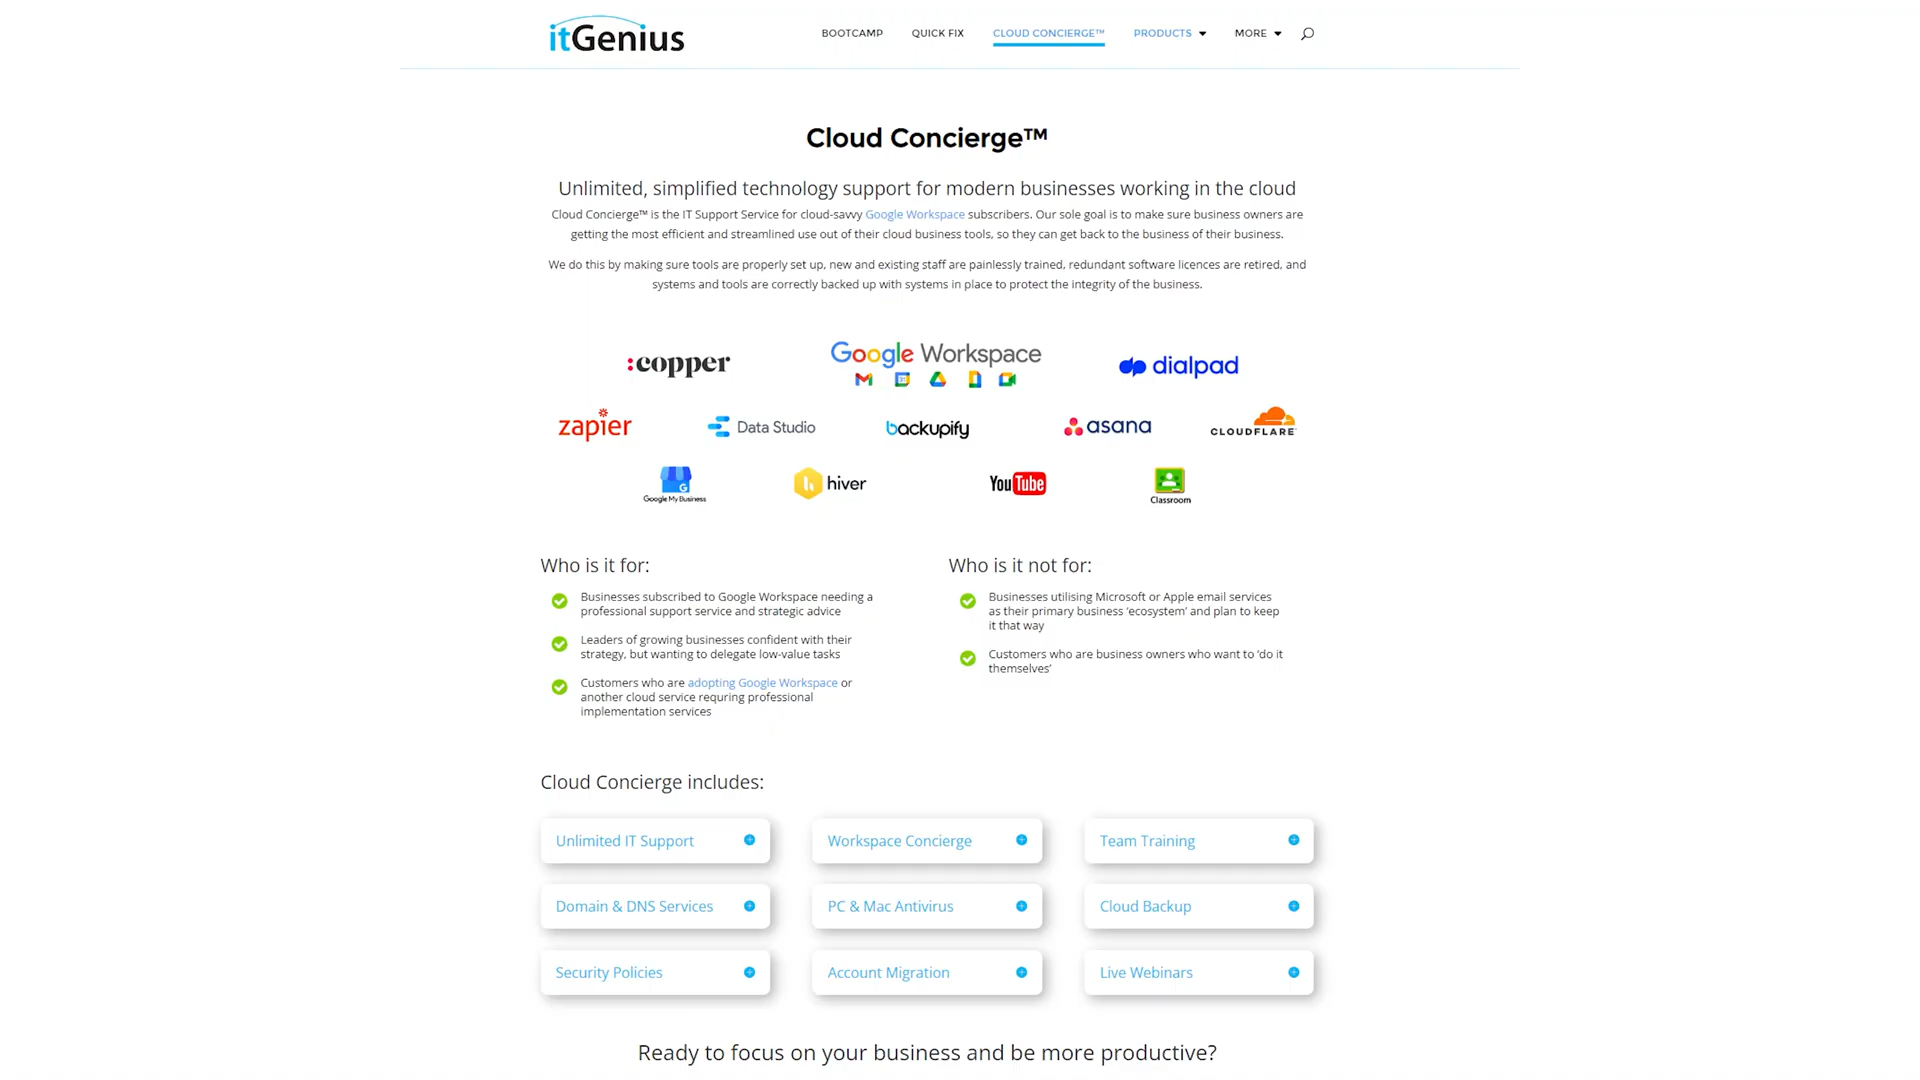 itGenius
BOOTCAMP
QUICK FIX
CLOUD CONCIERGE™
PRODUCTS
MORE
Cloud Concierge™
Unlimited, simplified technology support for modern businesses working in the cloud
Cloud Concierge™ is the IT Support Service for cloud-savvy Google Workspace subscribers. Our sole goal is to make sure business owners are
getting the most efficient and streamlined use out of their cloud business tools, so they can get back to the business of their business.
We do this by making sure tools are properly set up, new and existing staff are painlessly trained, redundant software licences are retired, and
systems and tools are correctly backed up with systems in place to protect the integrity of the business.
copper
Google Workspace
dialpad
zapier
Data Studio
backupify
asana
CLOUDFLARE
Google My Business
hiver
YouTube
Classroom
Who is it for:
Businesses subscribed to Google Workspace needing a
professional support service and strategic advice
Leaders of growing businesses confident with their
strategy, but wanting to delegate low-value tasks
Customers who are adopting Google Workspace or
another cloud service requring professional
implementation services
Who is it not for:
Businesses utilising Microsoft or Apple email services
as their primary business ‘ecosystem’ and plan to keep
it that way
Customers who are business owners who want to ‘do it
themselves’
Cloud Concierge includes:
Unlimited IT Support
Workspace Concierge
Team Training
Domain & DNS Services
PC & Mac Antivirus
Cloud Backup
Security Policies
Account Migration
Live Webinars
Ready to focus on your business and be more productive?